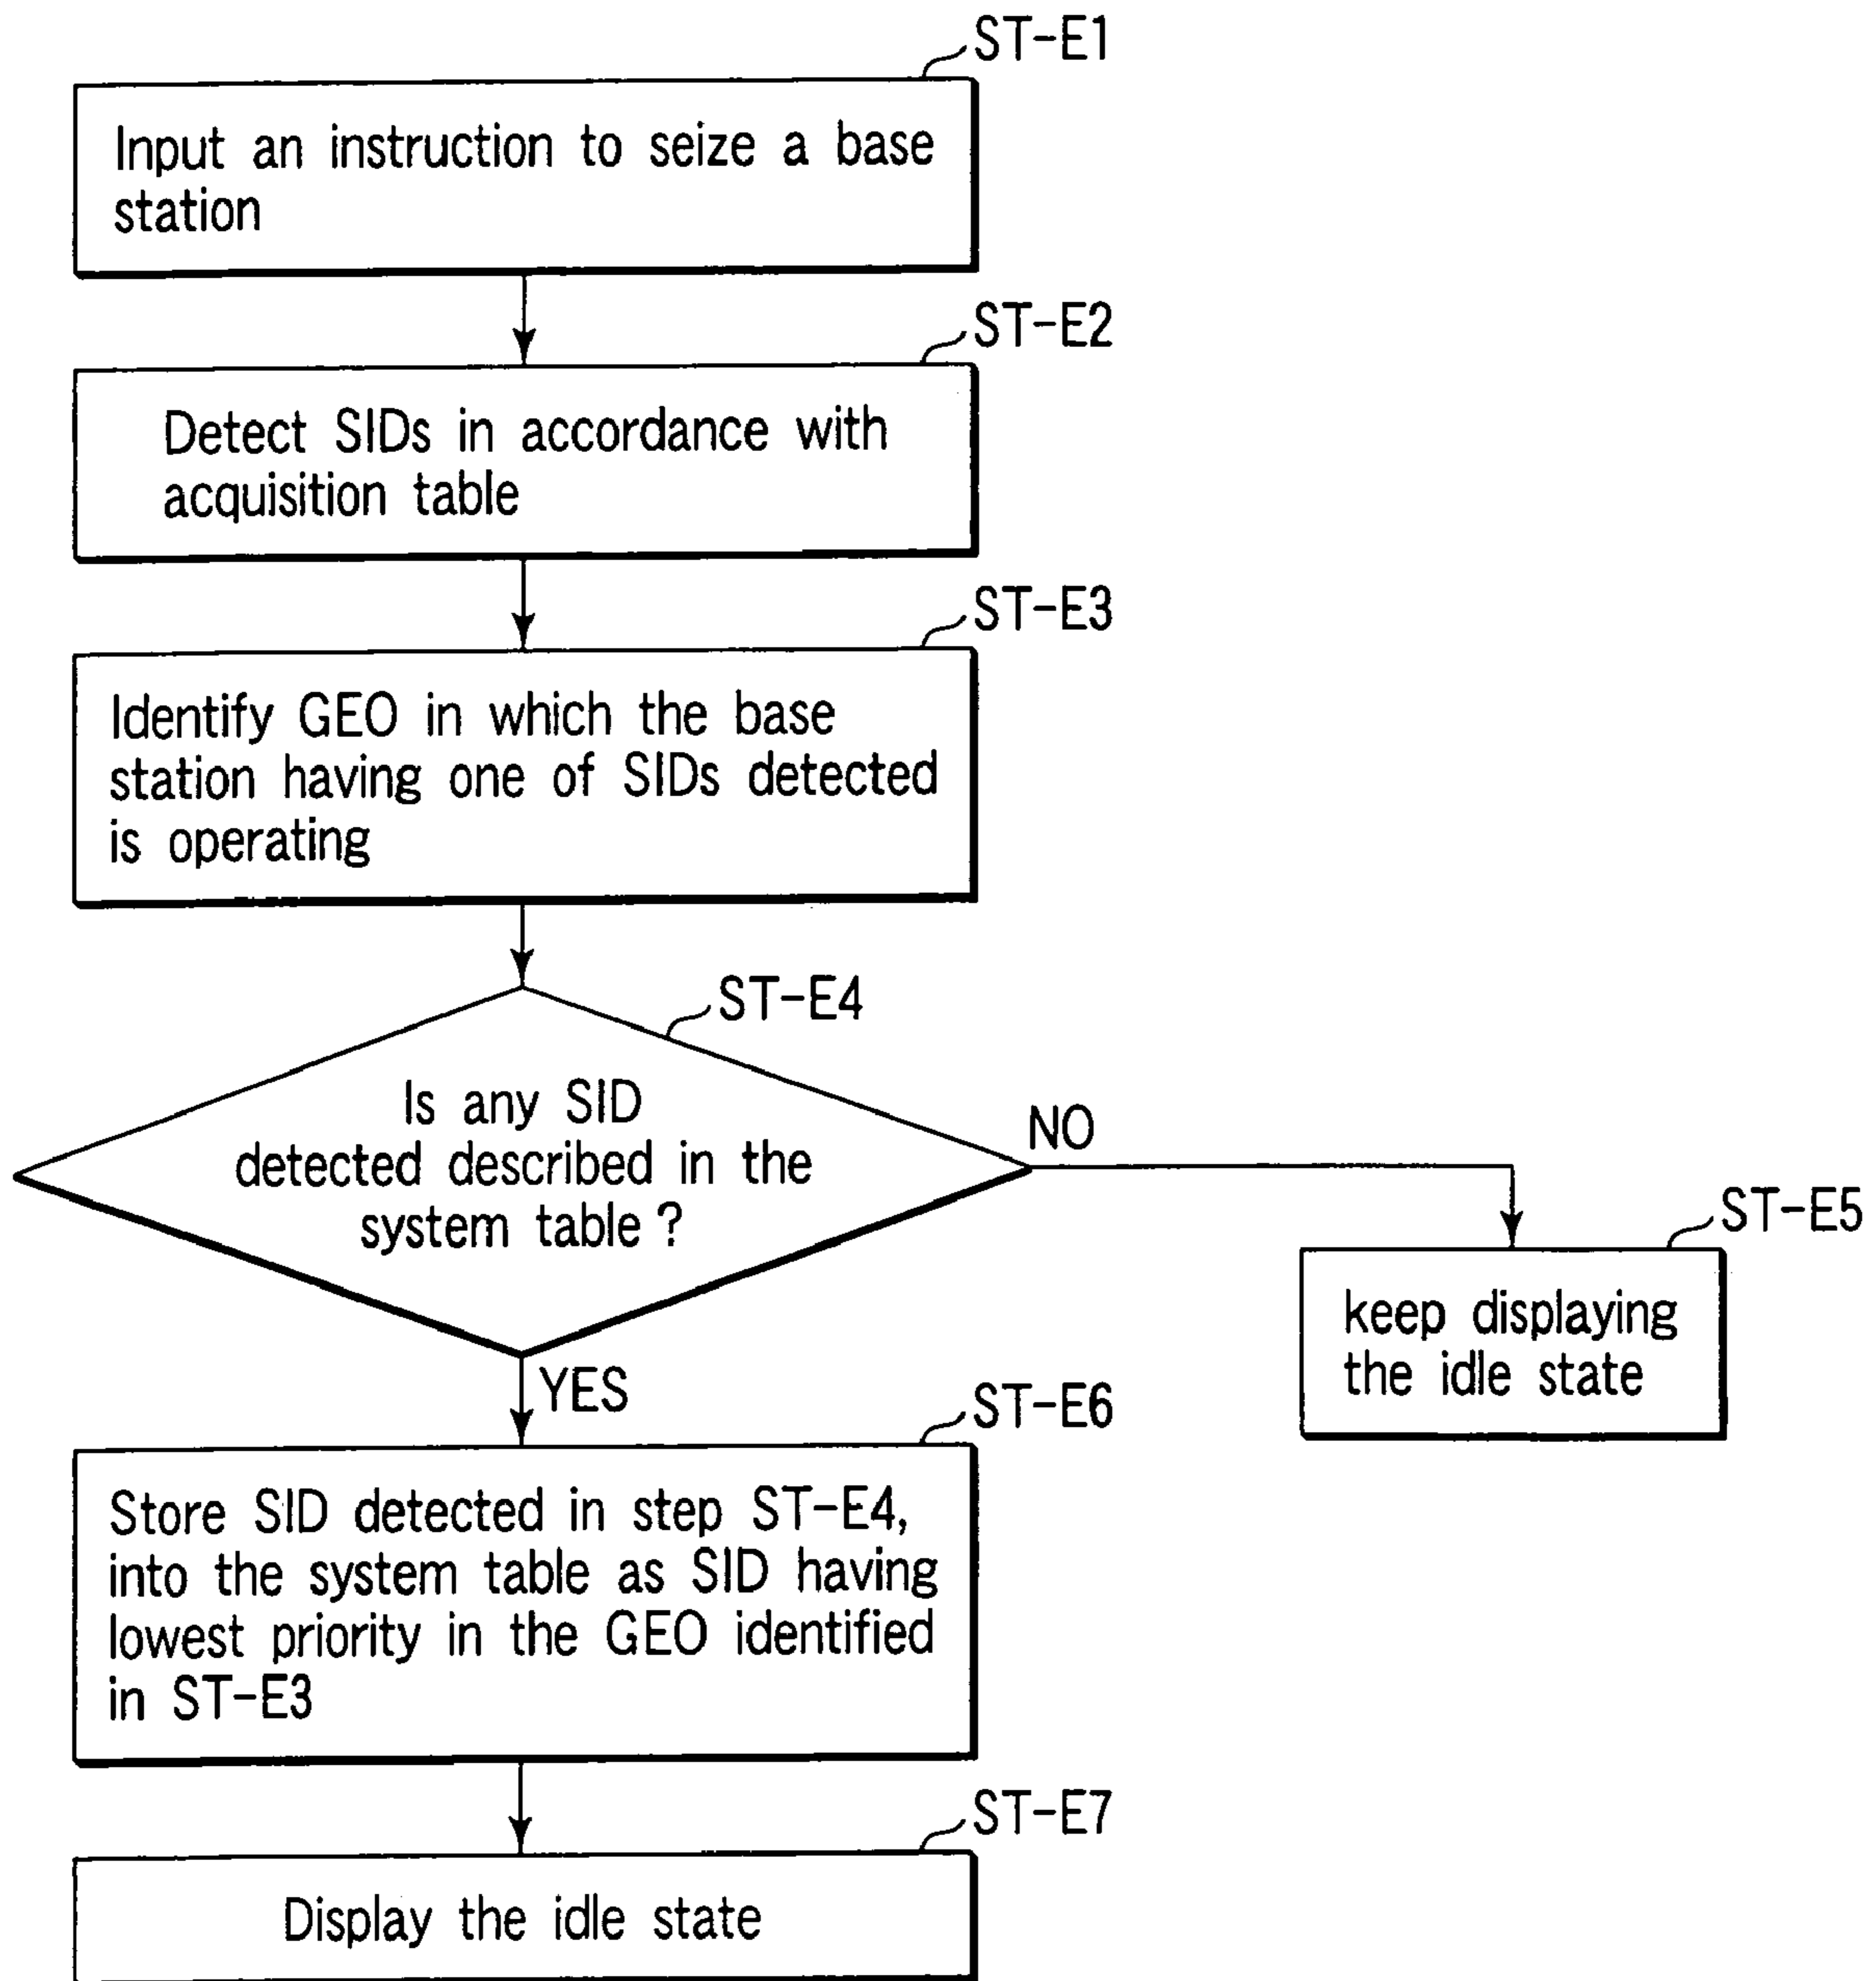 ST-E1
Input an instruction to seize a base
station
ST-E2
Detect SIDs in accordance with
acquisition table
ST-E3
Identify GEO in which the base
station having one of SIDs detected
is operating
ST-E4
Is any SID
detected described in the
system table ?
NO
ST-E5
keep displaying
the idle state
YES
ST-E6
Store SID detected in step ST-E4,
into the system table as SID having
lowest priority in the GEO identified
in ST-E3
ST-E7
Display the idle state